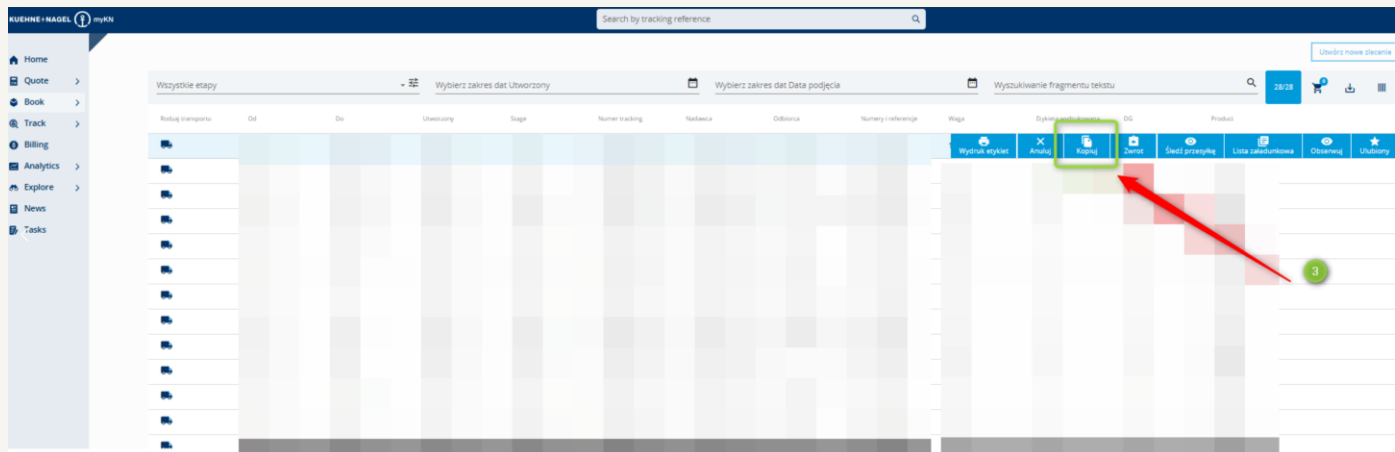 KUEHNE+NAGEL myKN
Search by tracking reference
Utwórz nowe zlecenie
Home
Quote
Book
Track
Billing
Analytics
Explore
News
Tasks
Wszystkie etapy
Wybierz zakres dat Utworzony
Wybierz zakres dat Data podjęcia
Wyszukiwanie fragmentu tekstu
28/28
0
Rodzaj transportu Od Do Utworzony Stage Numer tracking Nadawca Odbiorca Numery i referencje Waga DG Product
Wydruk etykiet Anuluj Kopiuj Zwrot Śledź przesyłkę Lista załadunkowa Obserwuj Ulubiony
3